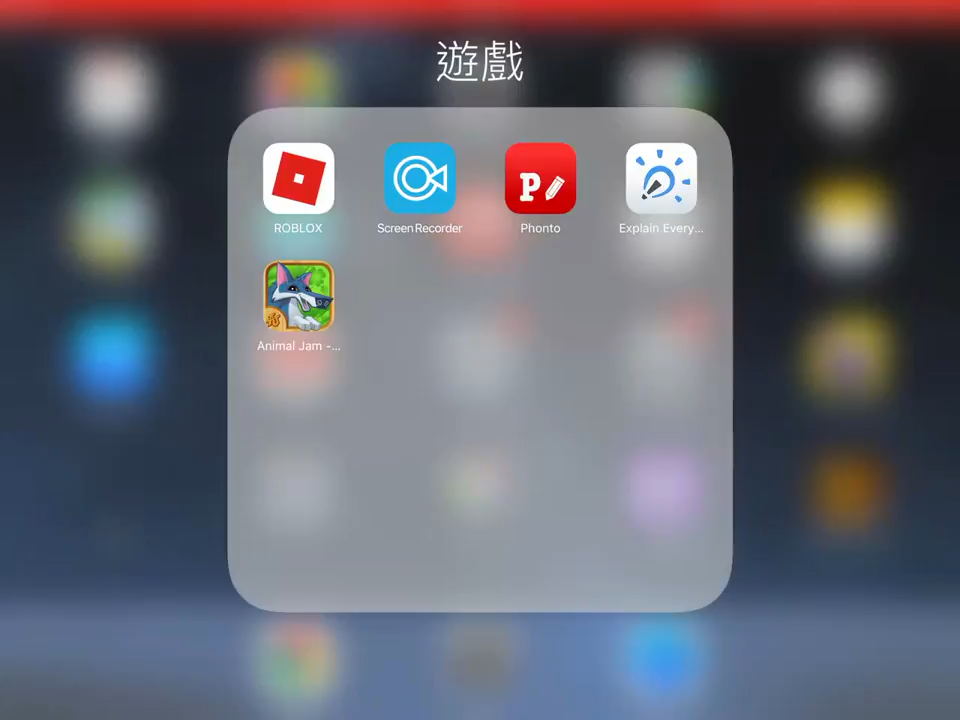 遊戲
ROBLOX
Screen Recorder
Phonto
Explain Every...
Animal Jam -...